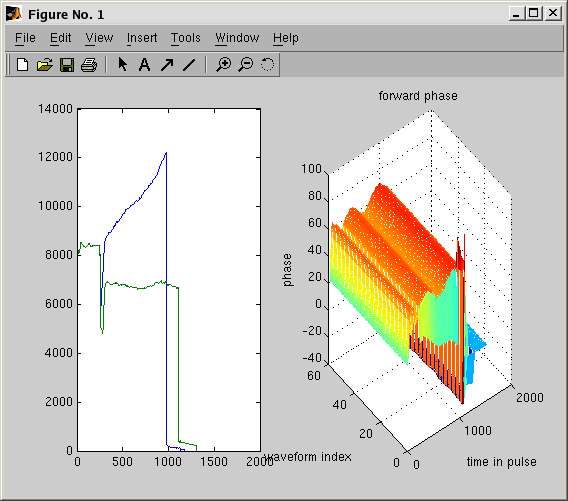 Figure No. 1
File Edit View Insert Tools Window Help
A
forward phase
14000
12000
10000
8000
6000
4000
2000
0
0 500 1000 1500 2000
100
80
60
40
20
0
-20
-40
phase
60
40
20
0
waveform index
0
1000
2000
time in pulse